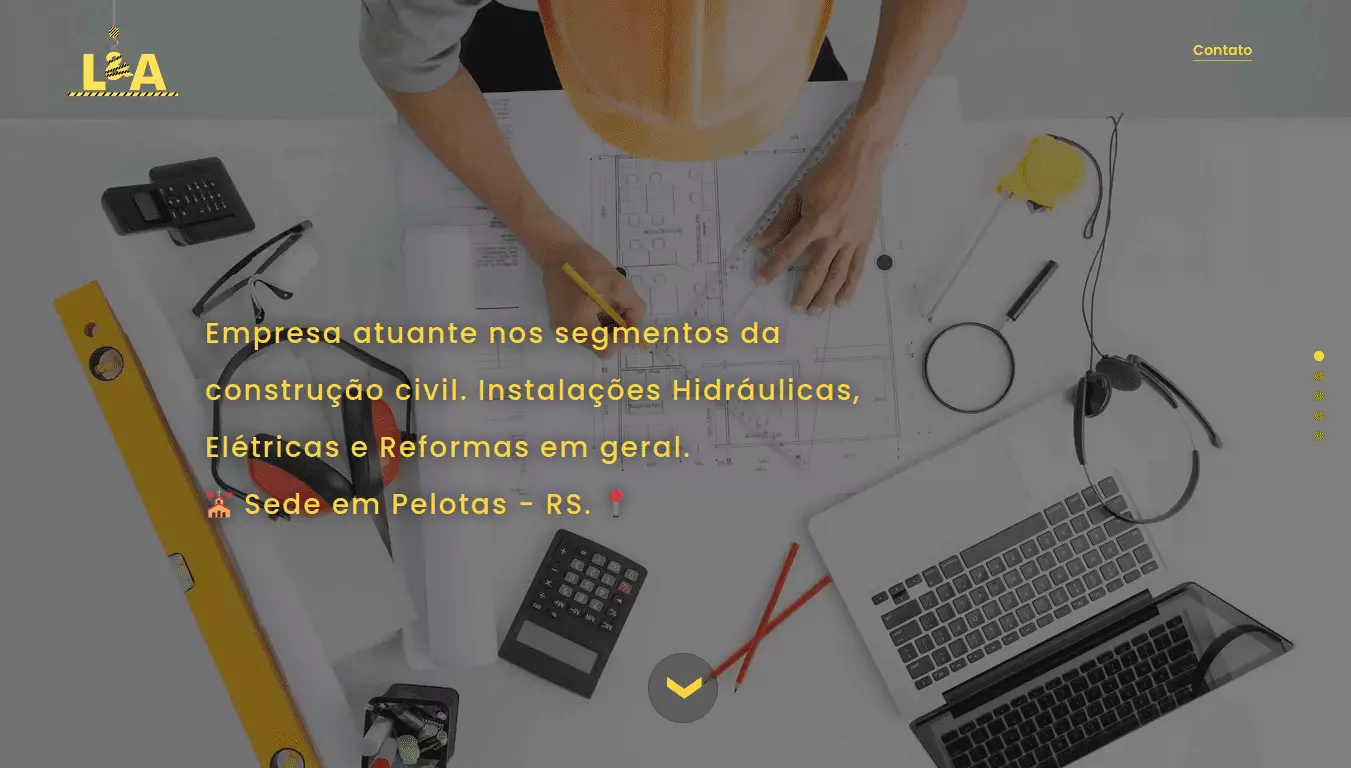 L&A
Contato
Empresa atuante nos segmentos da
construção civil. Instalações Hidráulicas,
Elétricas e Reformas em geral.
💒 Sede em Pelotas - RS. 📍